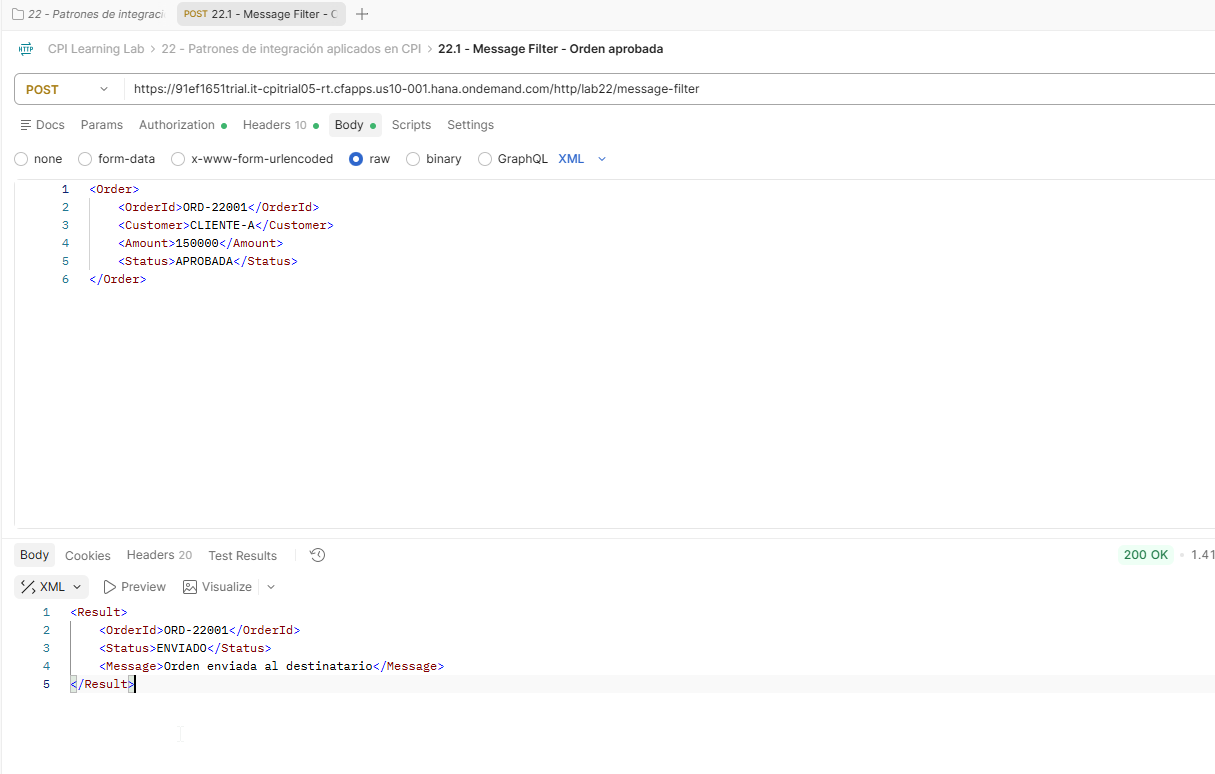 22 - Patrones de integraci
POST 22.1 - Message Filter - C
HTTP CPI Learning Lab > 22 - Patrones de integración aplicados en CPI > 22.1 - Message Filter - Orden aprobada
POST https://91ef1651trial.it-cpitrial05-rt.cfapps.us10-001.hana.ondemand.com/http/lab22/message-filter
Docs Params Authorization Headers 10 Body Scripts Settings
none form-data x-www-form-urlencoded raw binary GraphQL XML
1 <Order>
2 <OrderId>ORD-22001</OrderId>
3 <Customer>CLIENTE-A</Customer>
4 <Amount>150000</Amount>
5 <Status>APROBADA</Status>
6 </Order>
Body Cookies Headers 20 Test Results 200 OK • 1.41
XML Preview Visualize
1 <Result>
2 <OrderId>ORD-22001</OrderId>
3 <Status>ENVIADO</Status>
4 <Message>Orden enviada al destinatario</Message>
5 </Result>